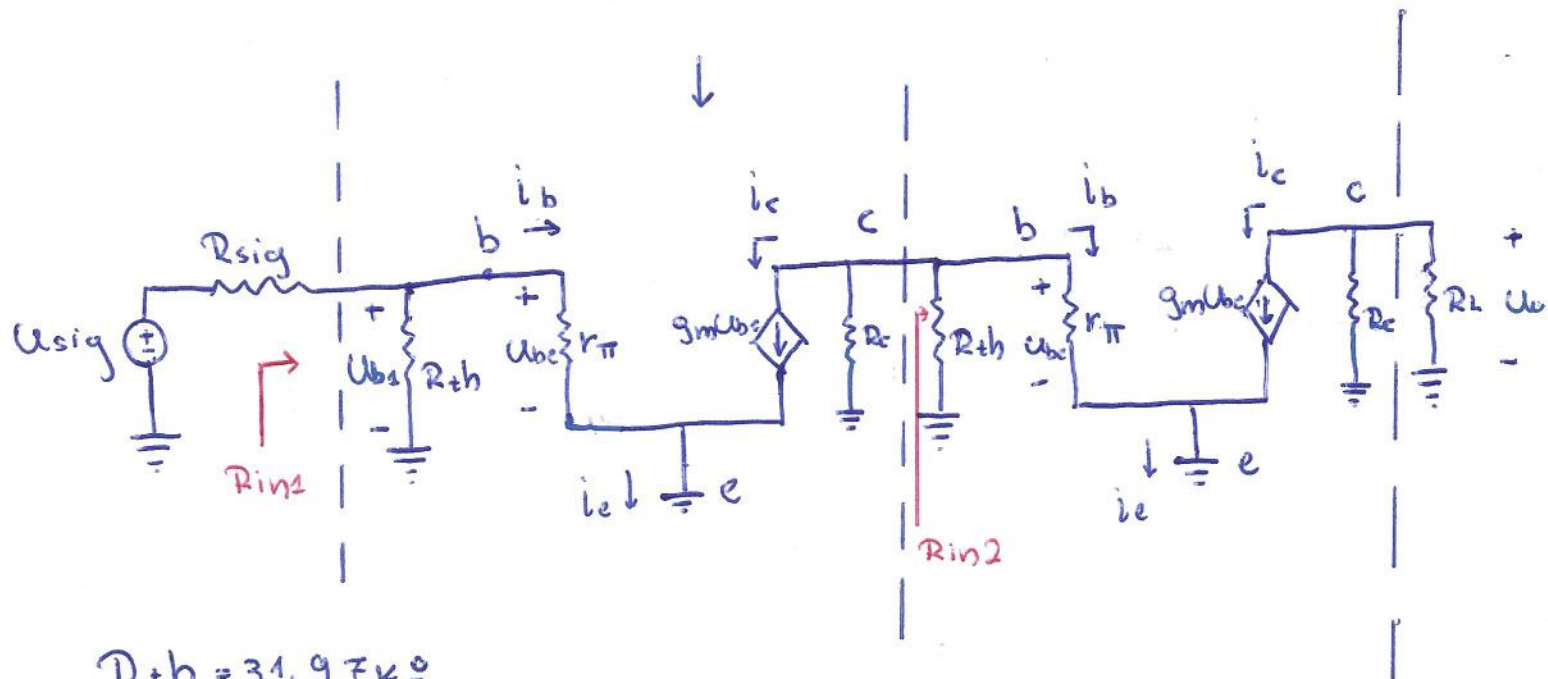 ib
ic
c
b
ib
ic
c
Rsig
b
+
+
+
+
Usig
±
Ub1
Rth
Ube
rπ
gmUbe
Rc
Rth
Ube
rπ
gmUbe
Rc
RL
Uo
-
-
-
-
Rin1
ie
e
ie
e
Rin2
Rth = 31.97k